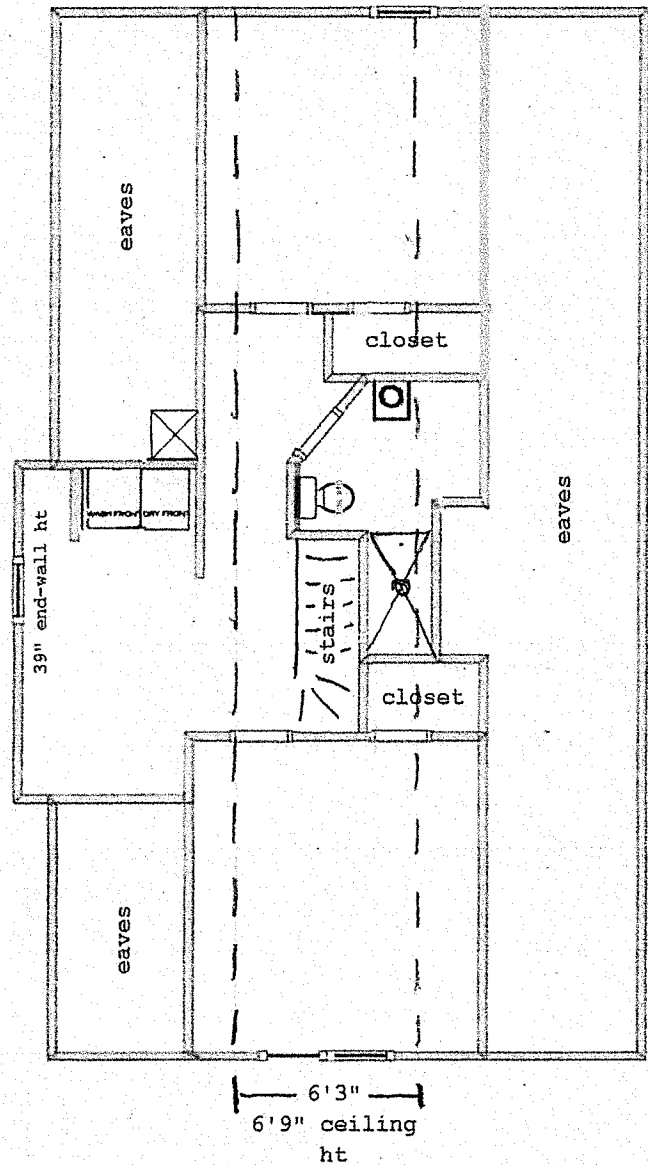 eaves
closet
WASH FRONT
DRY FRONT
39" end-wall ht
eaves
stairs
closet
eaves
6'3"
6'9" ceiling
ht